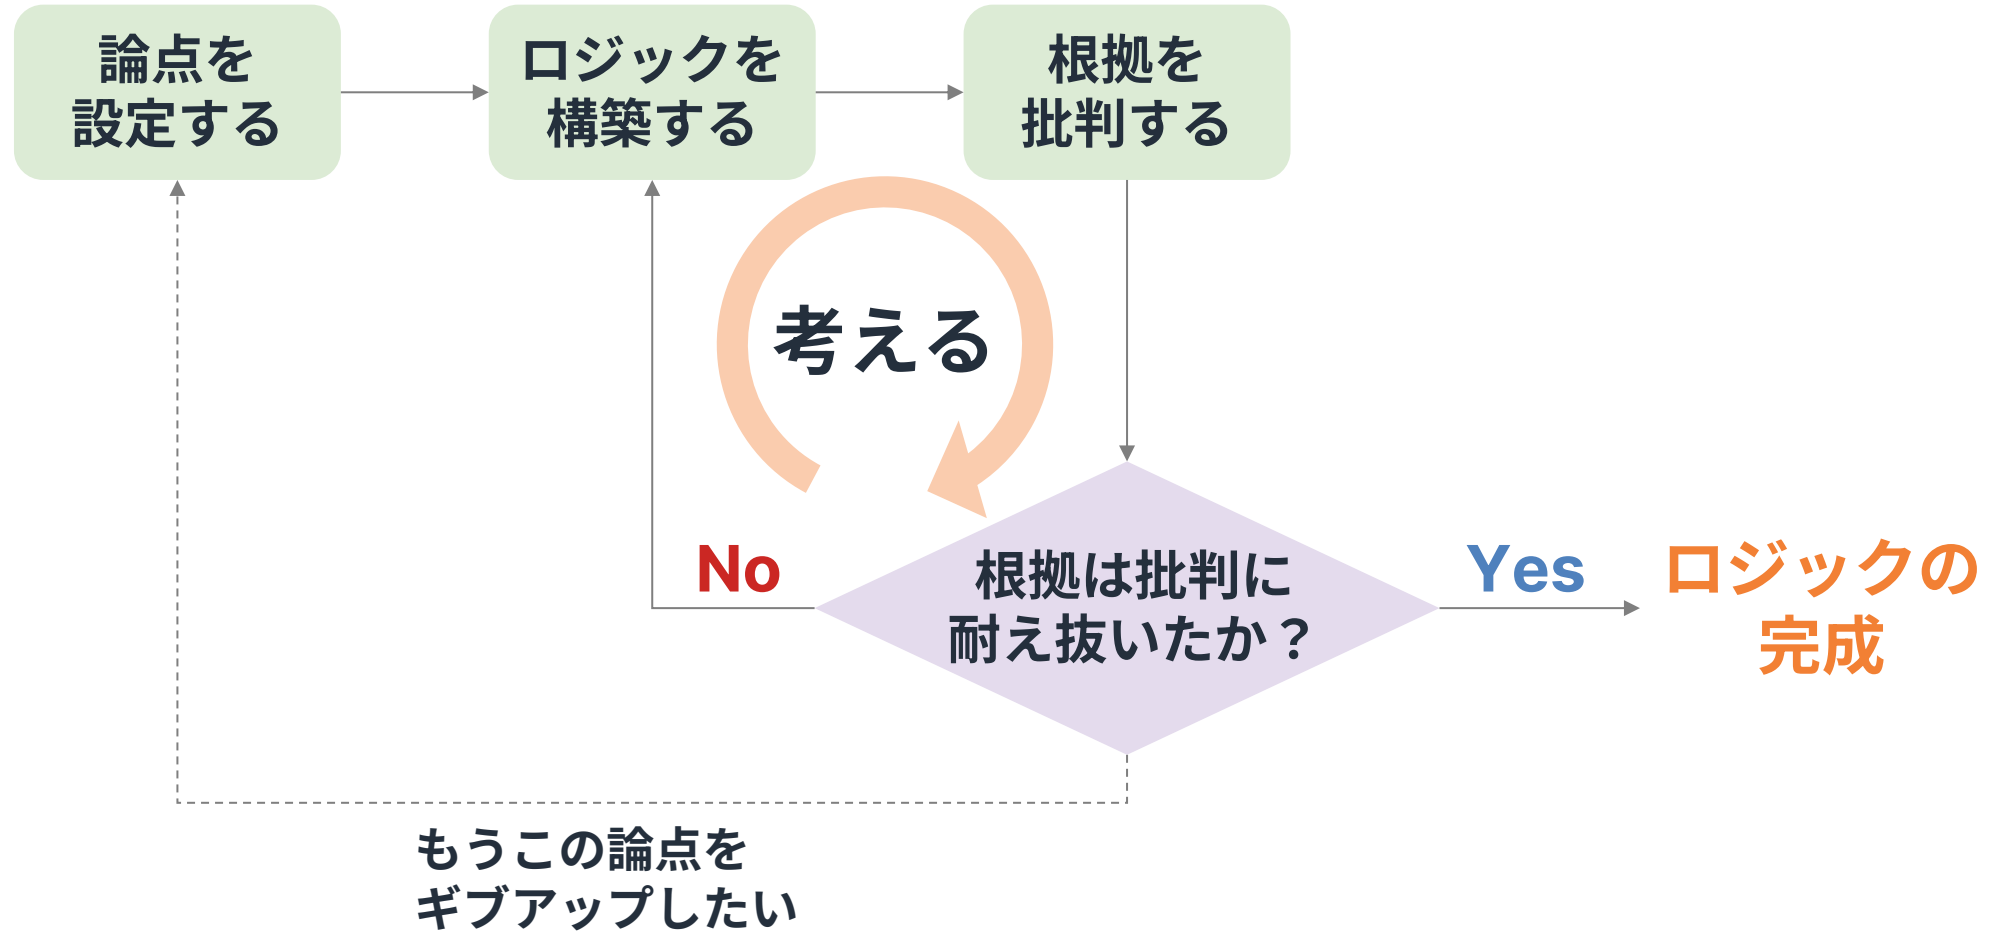 論点を
設定する
ロジックを
構築する
根拠を
批判する
考える
No
根拠は批判に
耐え抜いたか？
Yes
ロジックの
完成
もうこの論点を
ギブアップしたい